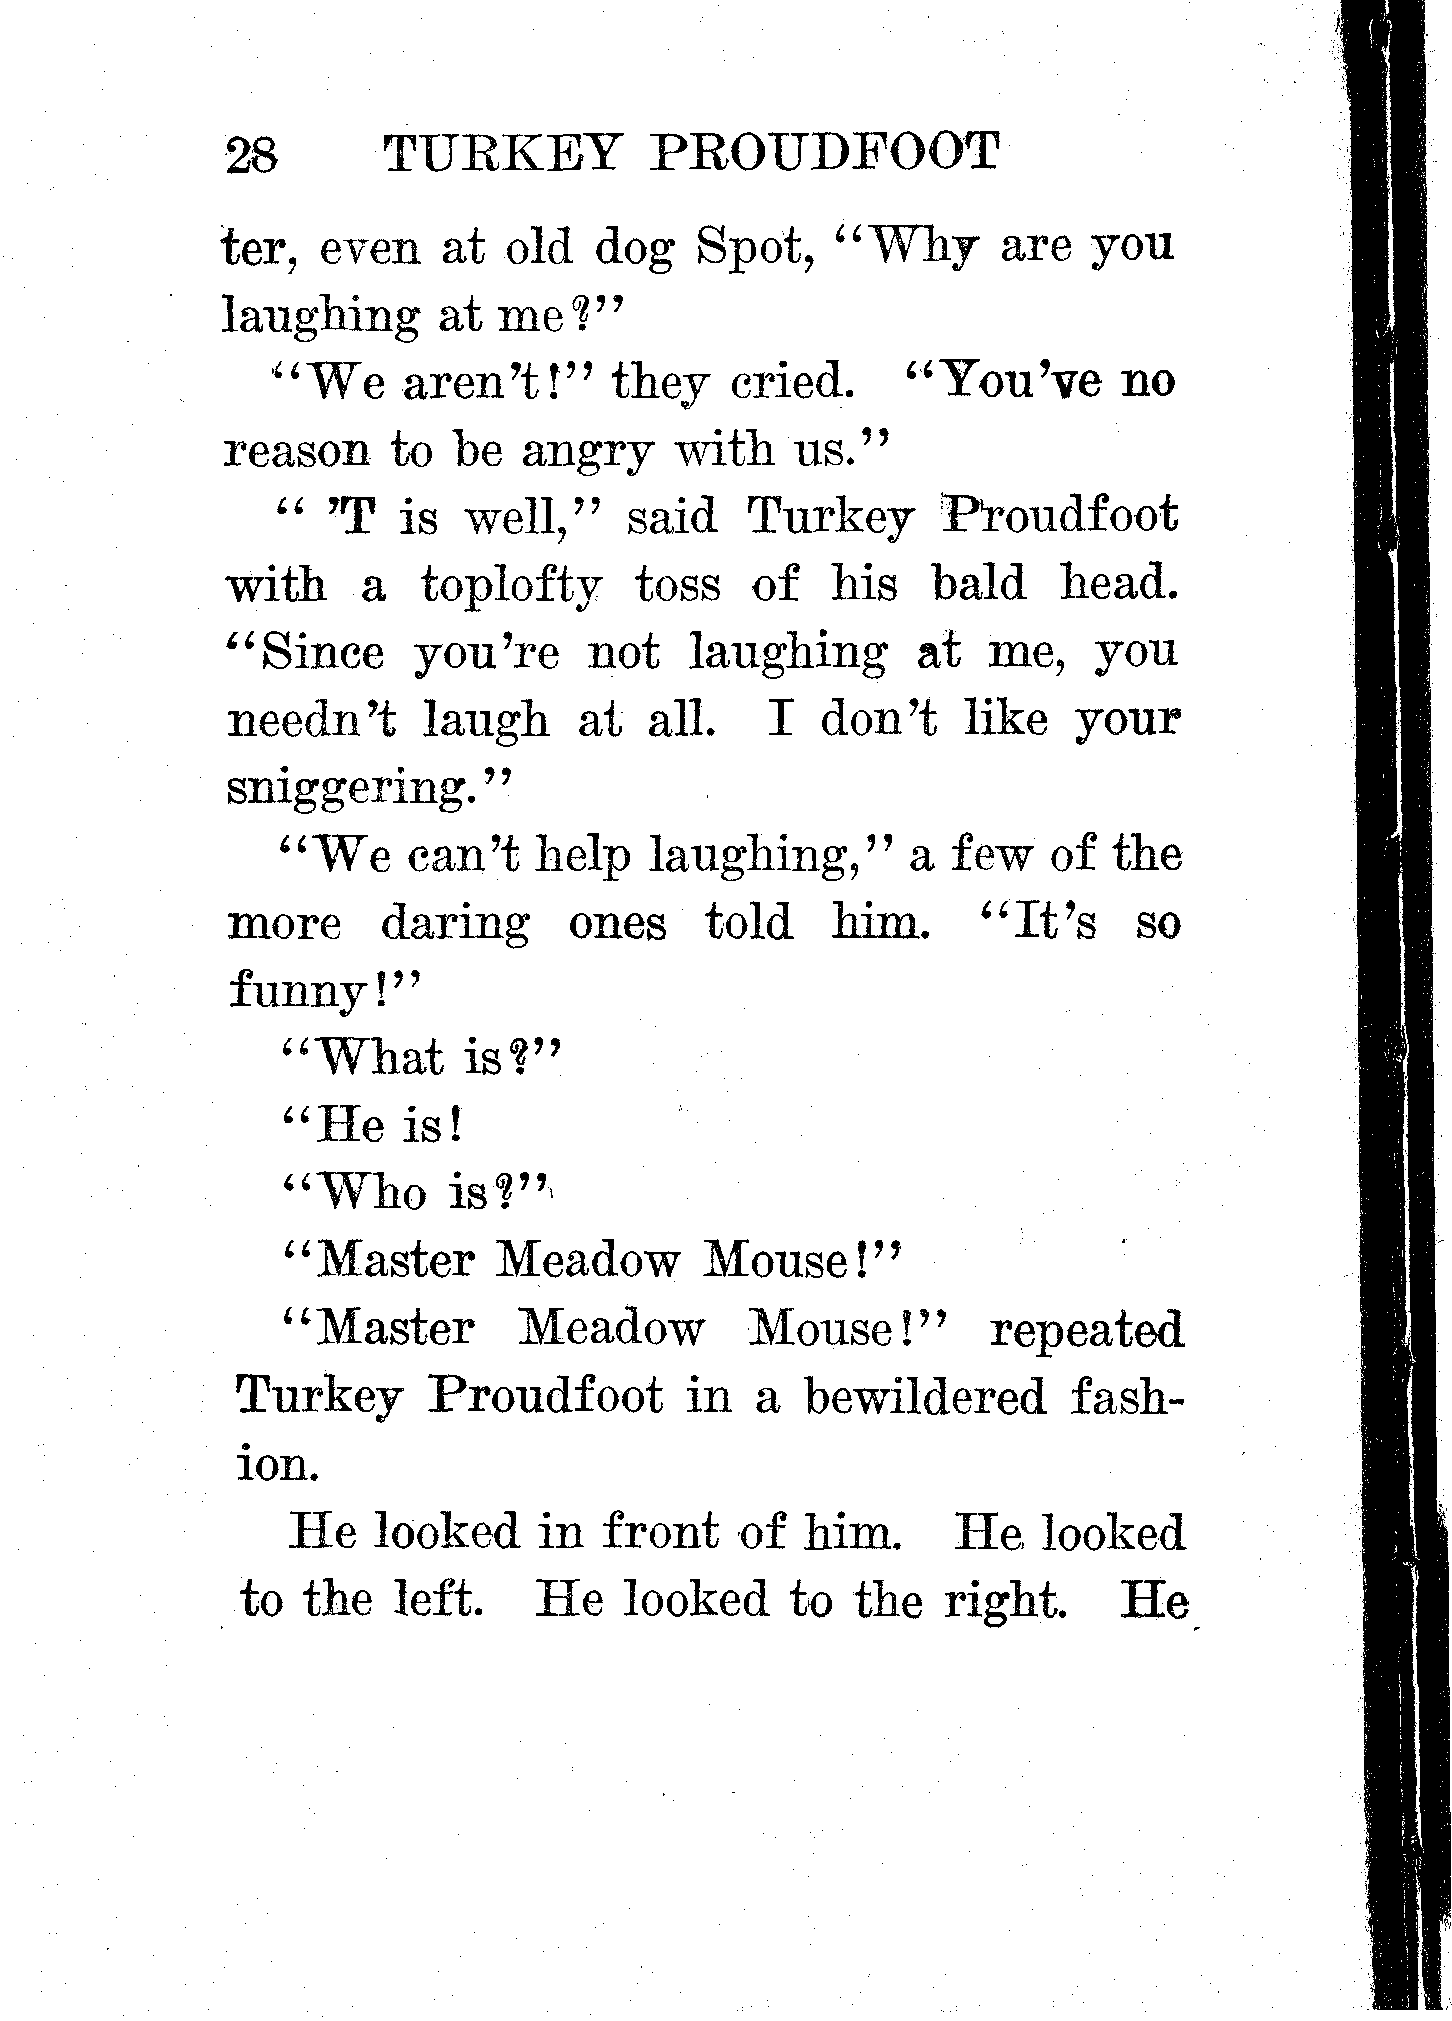 28 TURKEY PROUDFOOT
ter, even at old dog Spot, "Why are you
laughing at me?"
"We aren't!" they cried. "You've no
reason to be angry with us."
" 'T is well," said Turkey Proudfoot
with a toplofty toss of his bald head.
"Since you're not laughing at me, you
needn't laugh at all. I don't like your
sniggering."
"We can't help laughing," a few of the
more daring ones told him. "It's so
funny!"
"What is?"
"He is!
"Who is?"
"Master Meadow Mouse!"
"Master Meadow Mouse!" repeated
Turkey Proudfoot in a bewildered fash-
ion.
He looked in front of him. He looked
to the left. He looked to the right. He